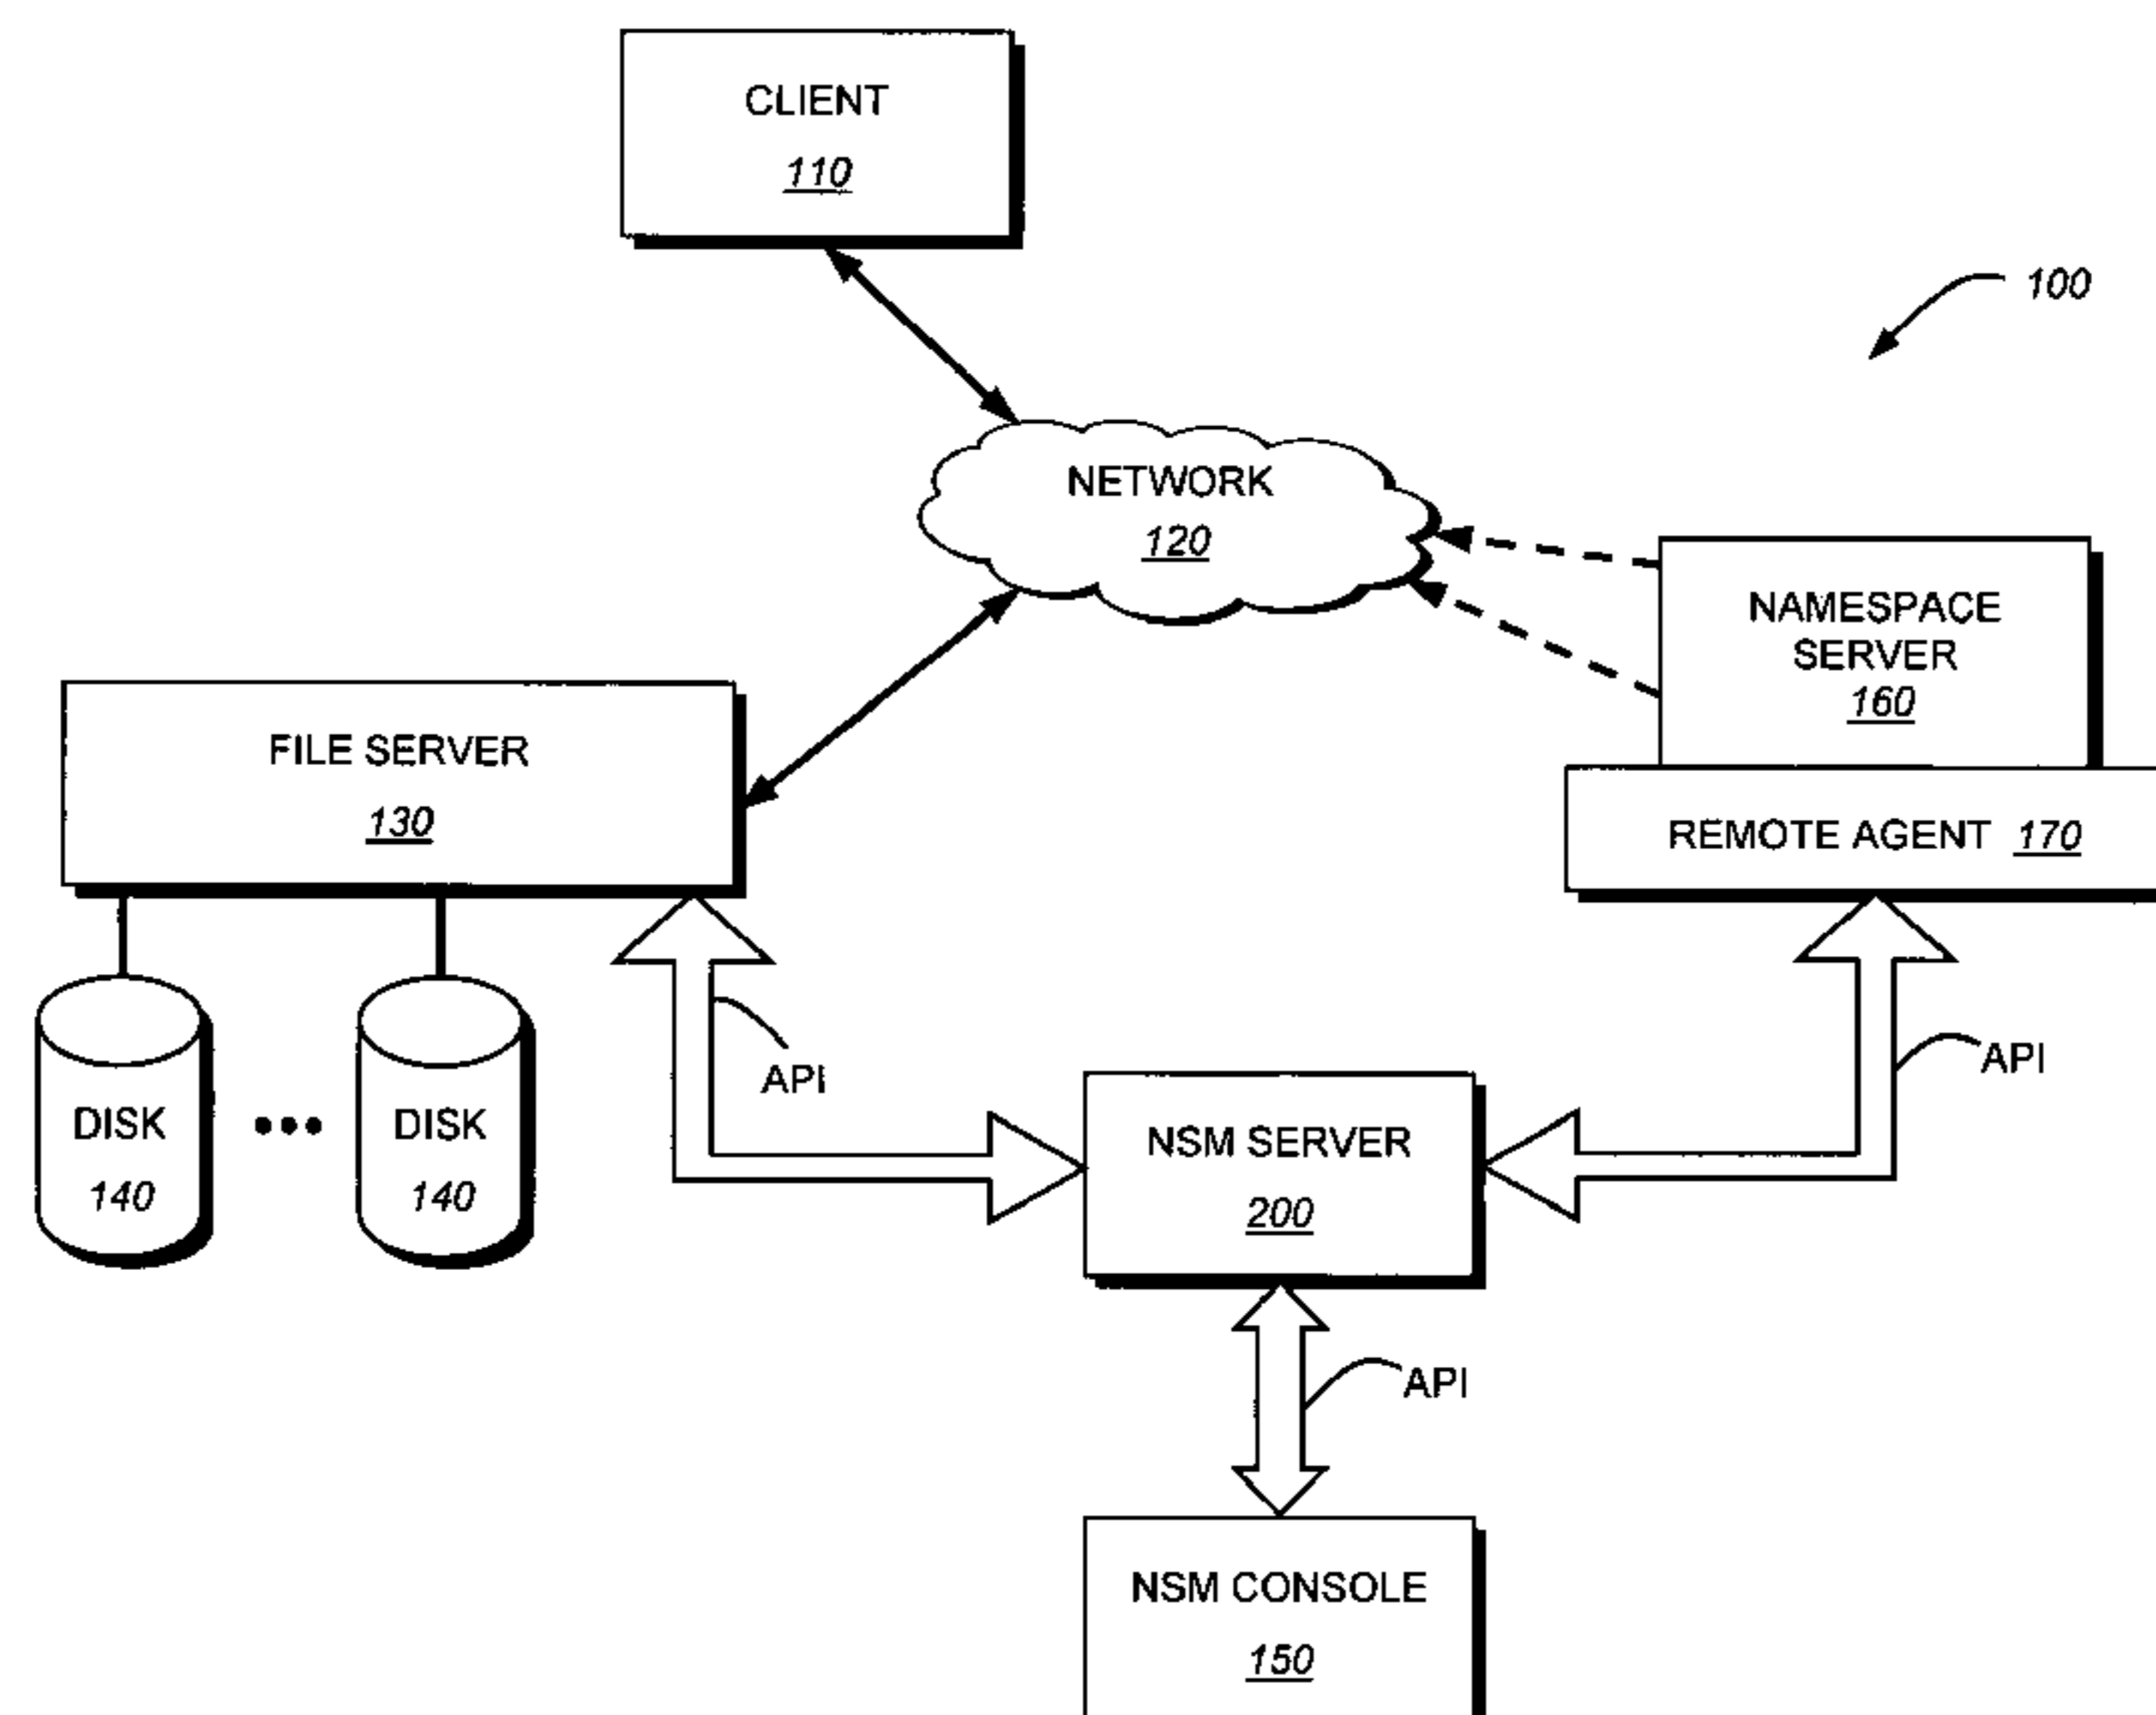 CLIENT
110
100
NETWORK
120
NAMESPACE
SERVER
160
FILE SERVER
130
REMOTE AGENT 170
API
API
DISK
140
DISK
140
NSM SERVER
200
API
NSM CONSOLE
150